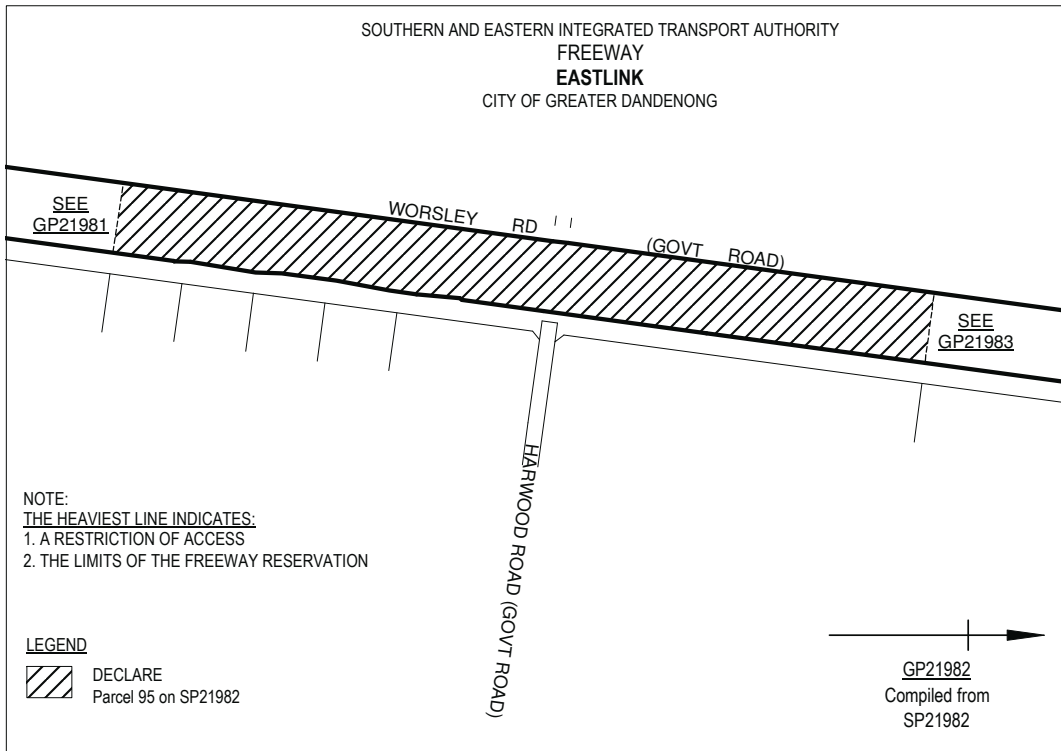 SOUTHERN AND EASTERN INTEGRATED TRANSPORT AUTHORITY
FREEWAY
EASTLINK
CITY OF GREATER DANDENONG
SEE
GP21981
WORSLEY RD (GOVT ROAD)
SEE
GP21983
HARWOOD ROAD (GOVT ROAD)
NOTE:
THE HEAVIEST LINE INDICATES:
1. A RESTRICTION OF ACCESS
2. THE LIMITS OF THE FREEWAY RESERVATION
LEGEND
DECLARE
Parcel 95 on SP21982
GP21982
Compiled from
SP21982